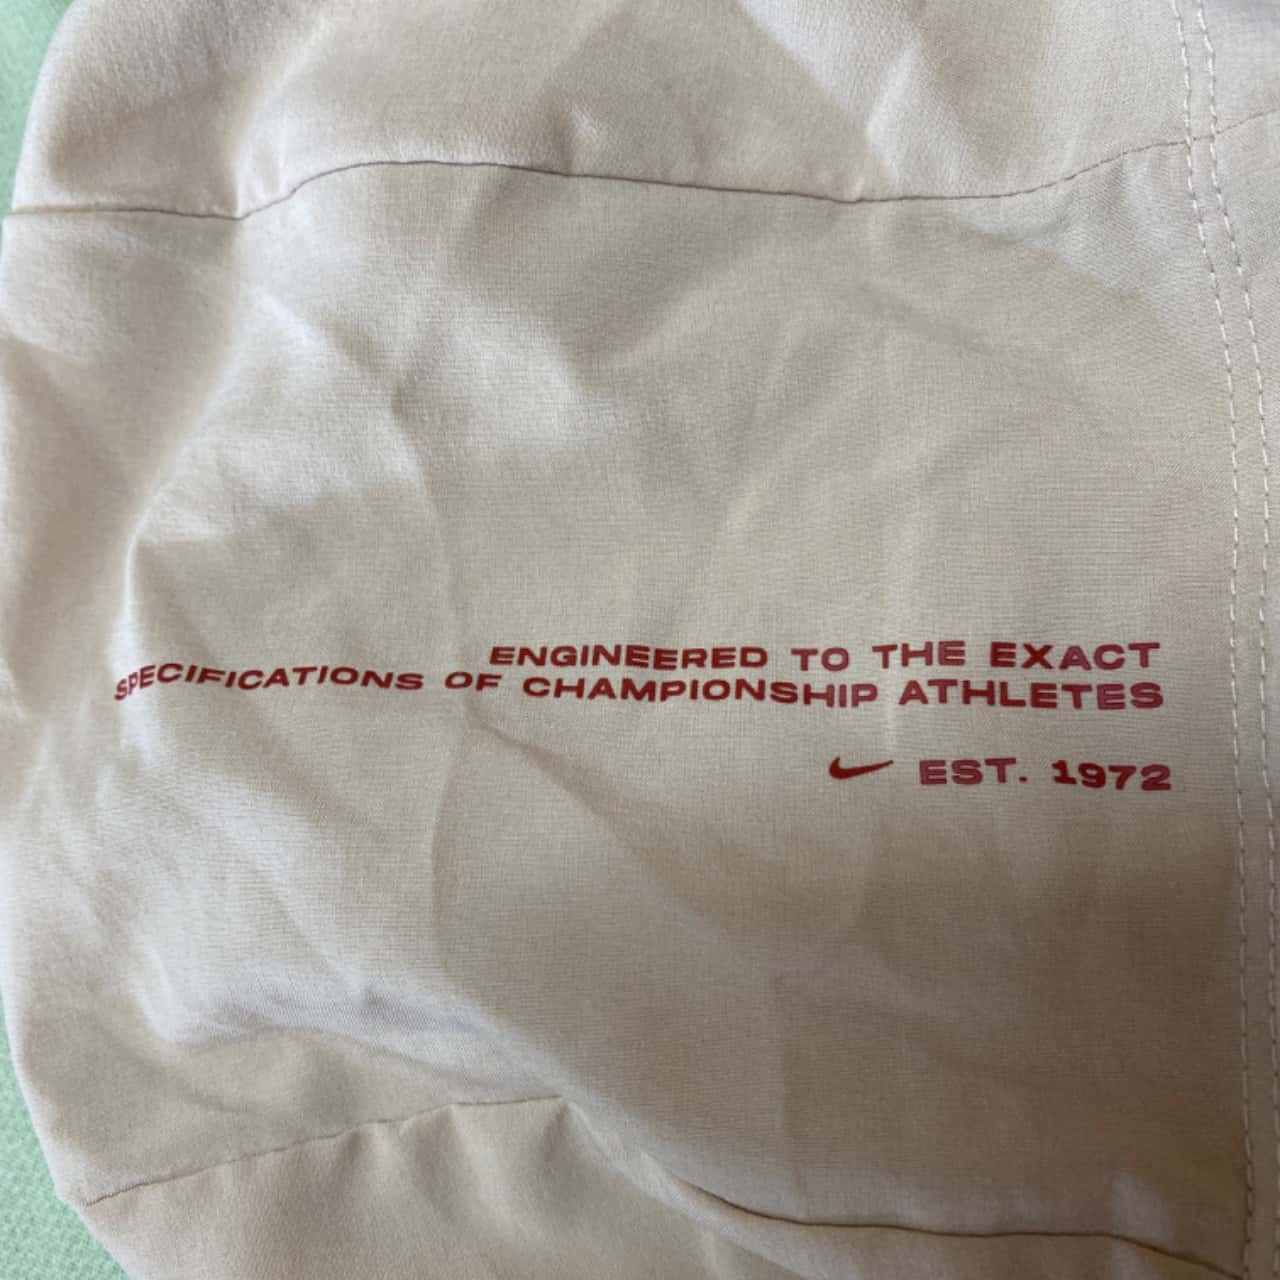 ENGINEERED TO THE EXACT
SPECIFICATIONS OF CHAMPIONSHIP ATHLETES
EST. 1972